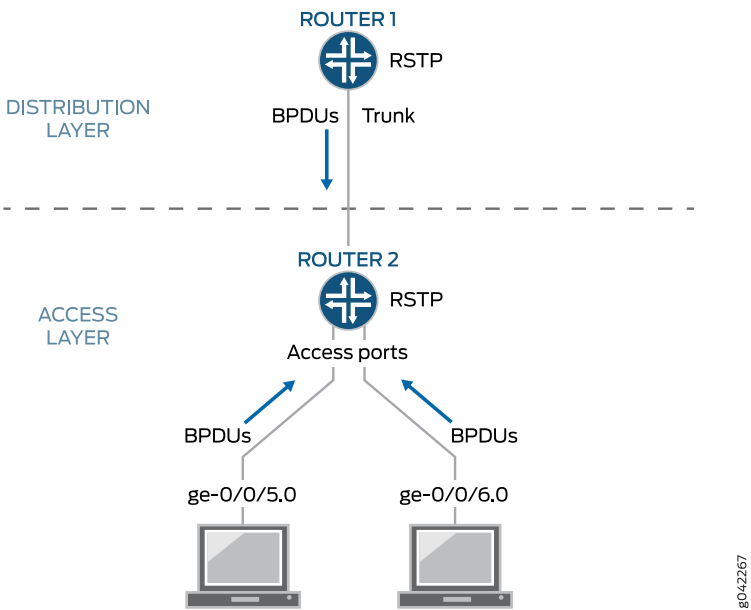 ROUTER 1
RSTP
BPDUs
Trunk
DISTRIBUTION
LAYER
ROUTER 2
RSTP
ACCESS
LAYER
Access ports
BPDUs
BPDUs
ge-0/0/5.0
ge-0/0/6.0
g042267